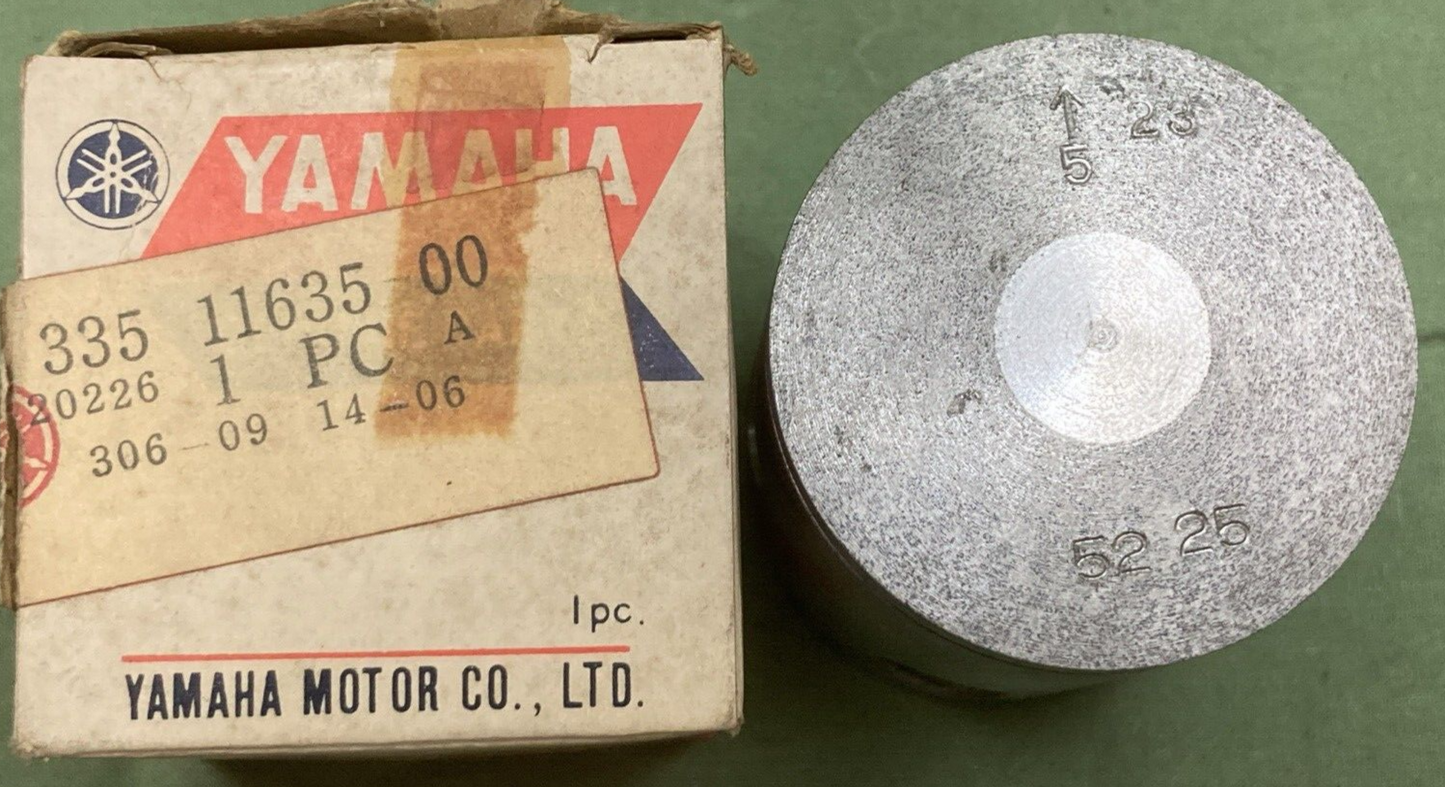 YAMAHA
335 11635-00
20226 1 PC A
306-09 14-06
1pc.
YAMAHA MOTOR CO., LTD.
↑ 23
5
52 25